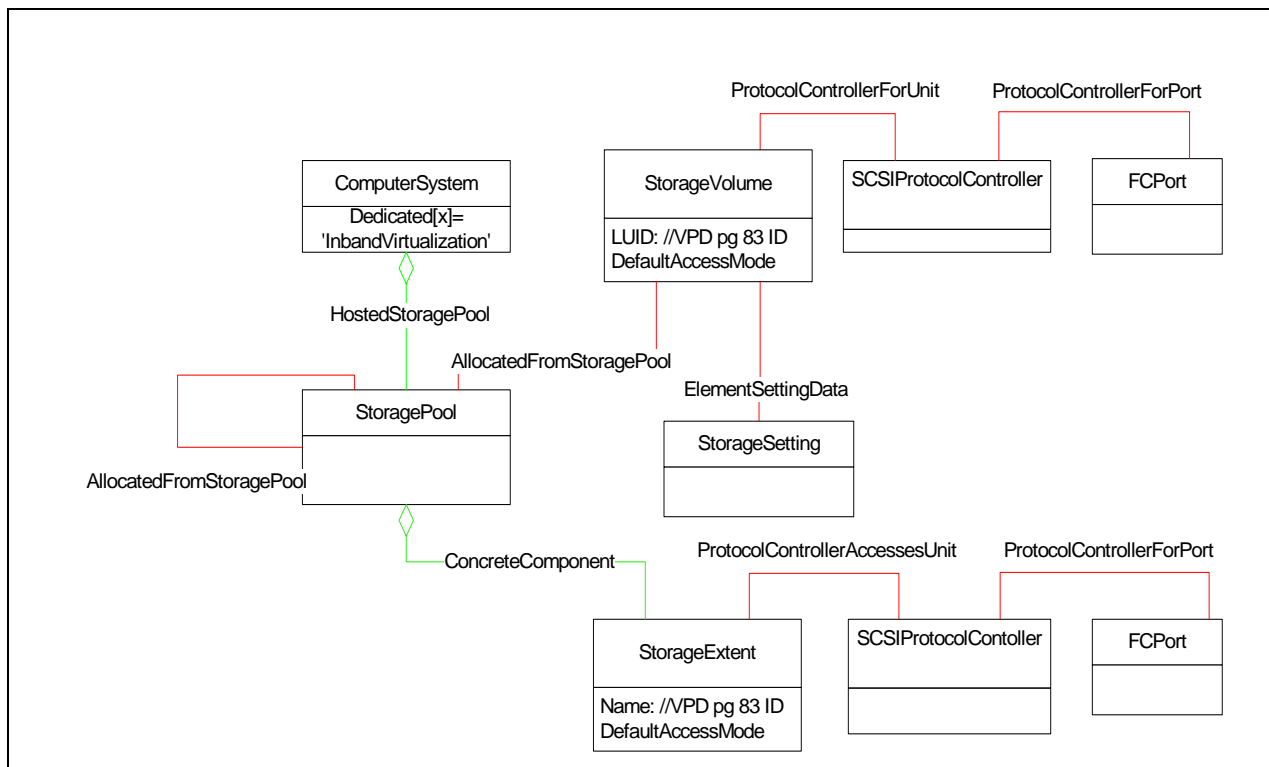 ProtocolControllerForUnit
ProtocolControllerForPort
ComputerSystem
Dedicated[x]=
'InbandVirtualization'
StorageVolume
LUID: //VPD pg 83 ID
DefaultAccessMode
SCSIProtocolController
FCPort
HostedStoragePool
AllocatedFromStoragePool
ElementSettingData
StoragePool
StorageSetting
AllocatedFromStoragePool
ConcreteComponent
ProtocolControllerAccessesUnit
ProtocolControllerForPort
StorageExtent
Name: //VPD pg 83 ID
DefaultAccessMode
SCSIProtocolContoller
FCPort